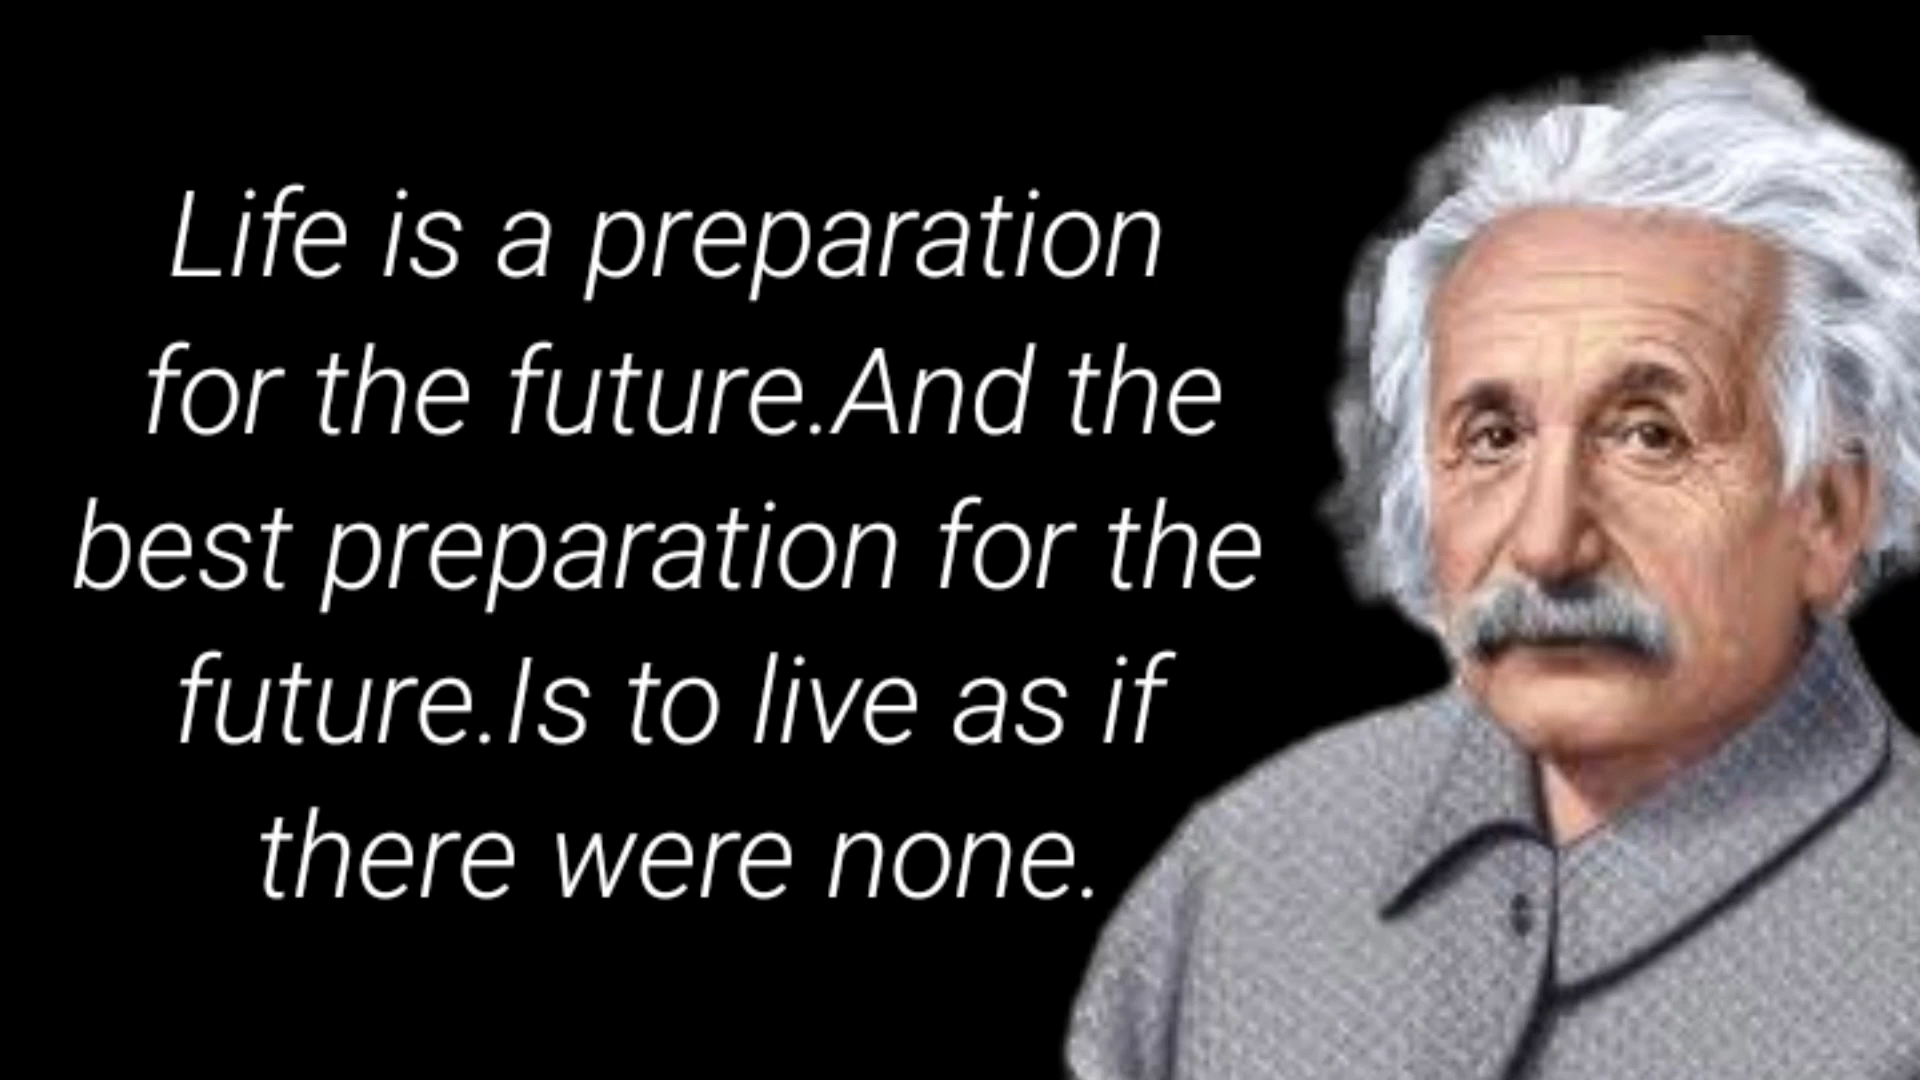 Life is a preparation
for the future.And the
best preparation for the
future.Is to live as if
there were none.